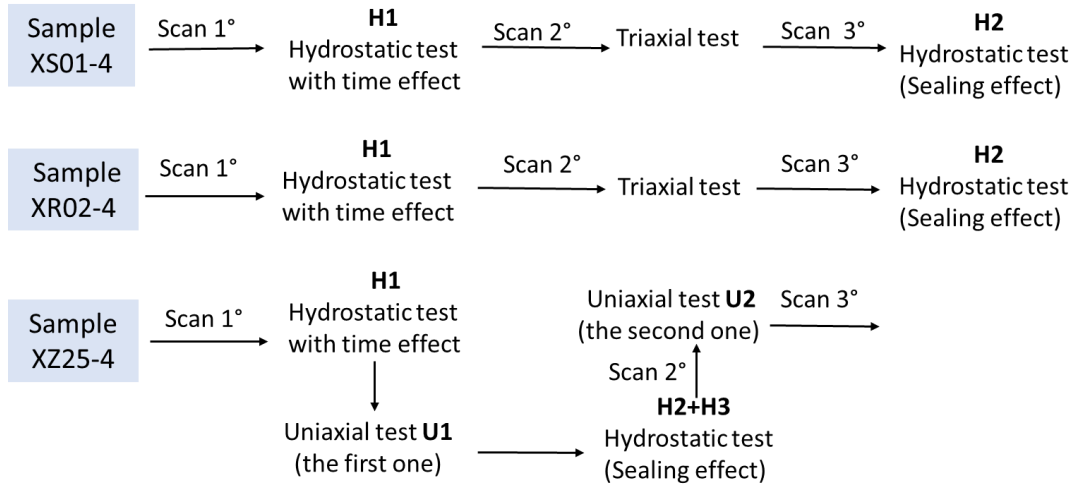 Sample
XS01-4
Scan 1°
H1
Hydrostatic test
with time effect
Scan 2°
Triaxial test
Scan 3°
H2
Hydrostatic test
(Sealing effect)
Sample
XR02-4
Scan 1°
H1
Hydrostatic test
with time effect
Scan 2°
Triaxial test
Scan 3°
H2
Hydrostatic test
(Sealing effect)
Sample
XZ25-4
Scan 1°
H1
Hydrostatic test
with time effect
Uniaxial test U1
(the first one)
H2+H3
Hydrostatic test
(Sealing effect)
Scan 2°
Uniaxial test U2
(the second one)
Scan 3°